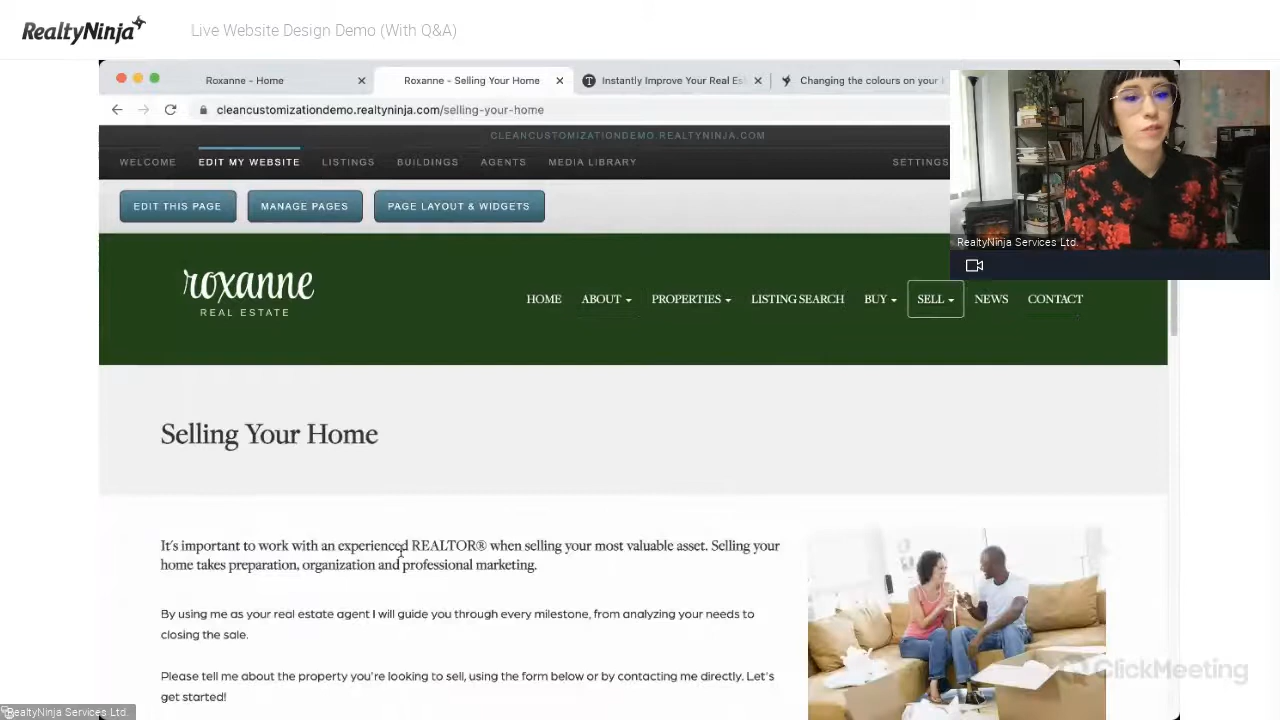 RealtyNinja
Live Website Design Demo (With Q&A)
Roxanne - Home
Roxanne - Selling Your Home
Instantly Improve Your Real Es
Changing the colours on your
cleancustomizationdemo.realtyninja.com/selling-your-home
CLEANCUSTOMIZATIONDEMO.REALTYNINJA.COM
WELCOME
EDIT MY WEBSITE
LISTINGS
BUILDINGS
AGENTS
MEDIA LIBRARY
SETTINGS
EDIT THIS PAGE
MANAGE PAGES
PAGE LAYOUT & WIDGETS
RealtyNinja Services Ltd.
roxanne
REAL ESTATE
HOME
ABOUT
PROPERTIES
LISTING SEARCH
BUY
SELL
NEWS
CONTACT
Selling Your Home
It's important to work with an experienced REALTOR® when selling your most valuable asset. Selling your
home takes preparation, organization and professional marketing.
By using me as your real estate agent I will guide you through every milestone, from analyzing your needs to
closing the sale.
Please tell me about the property you're looking to sell, using the form below or by contacting me directly. Let's
get started!
ClickMeeting
RealtyNinja Services Ltd.